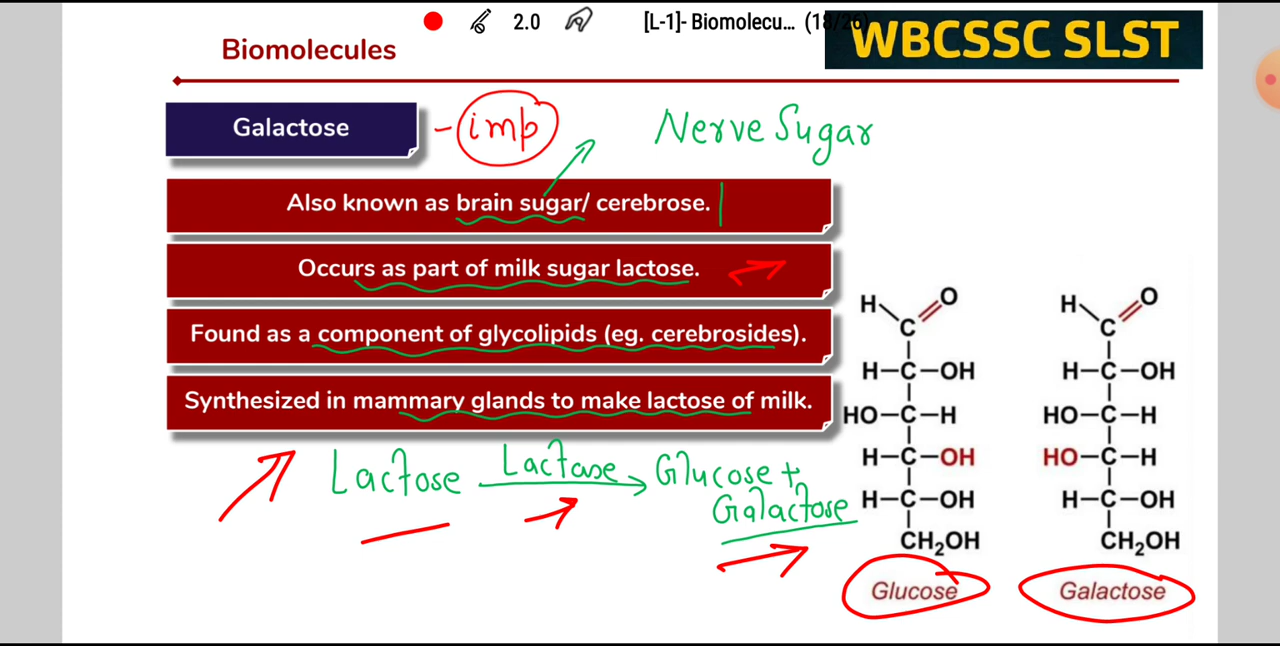 2.0 [L-1]- Biomolecu... (18/26)
WBCSSC SLST
Biomolecules
Galactose
- imp
Nerve Sugar
Also known as brain sugar/ cerebrose.
Occurs as part of milk sugar lactose.
Found as a component of glycolipids (eg. cerebrosides).
Synthesized in mammary glands to make lactose of milk.
Lactose Lactase Glucose +
Galactose
H O
C
H-C-OH
HO-C-H
H-C-OH
H-C-OH
CH₂OH
Glucose
H O
C
H-C-OH
HO-C-H
HO-C-H
H-C-OH
CH₂OH
Galactose